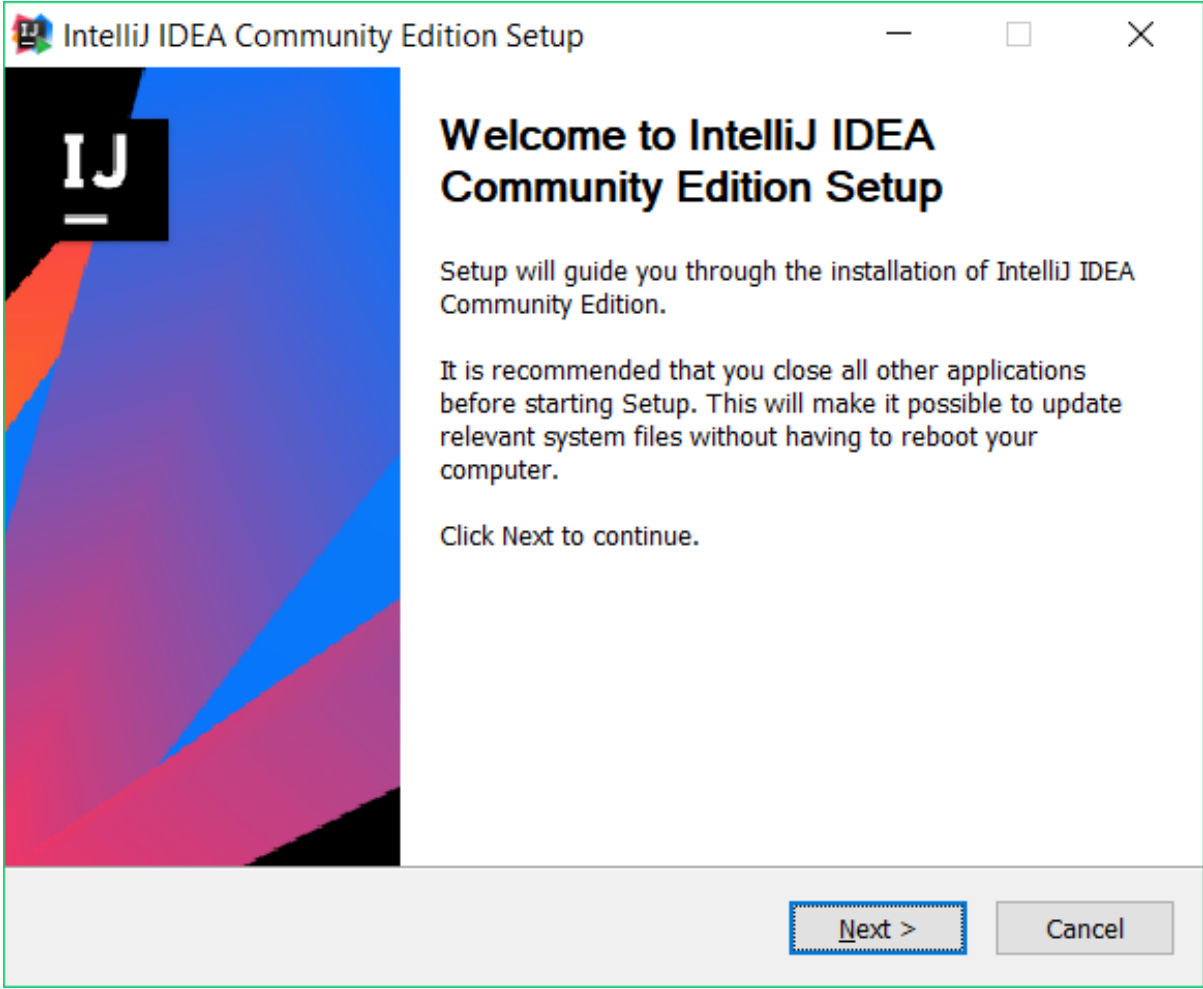 IntelliJ IDEA Community Edition Setup
IJ
Welcome to IntelliJ IDEA
Community Edition Setup
Setup will guide you through the installation of IntelliJ IDEA
Community Edition.
It is recommended that you close all other applications
before starting Setup. This will make it possible to update
relevant system files without having to reboot your
computer.
Click Next to continue.
Next >
Cancel